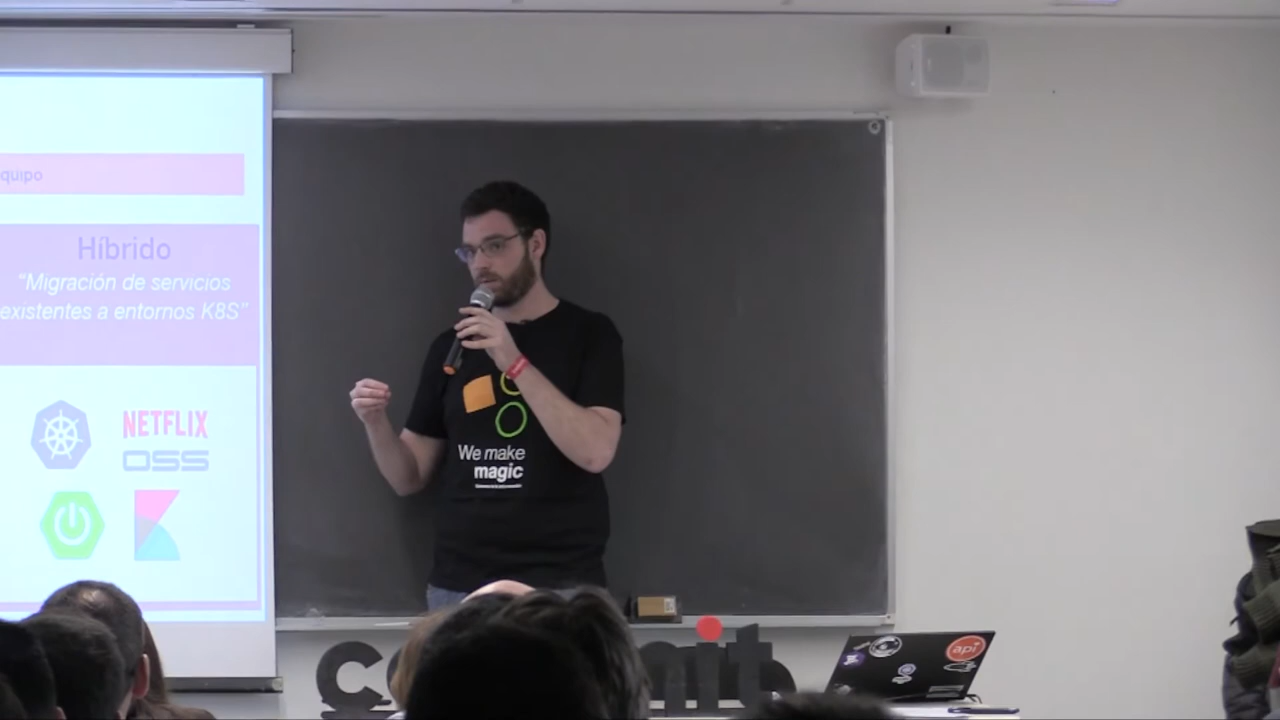 quipo
Híbrido
“Migración de servicios
existentes a entornos K8S”
NETFLIX
OSS
We make
magic
api